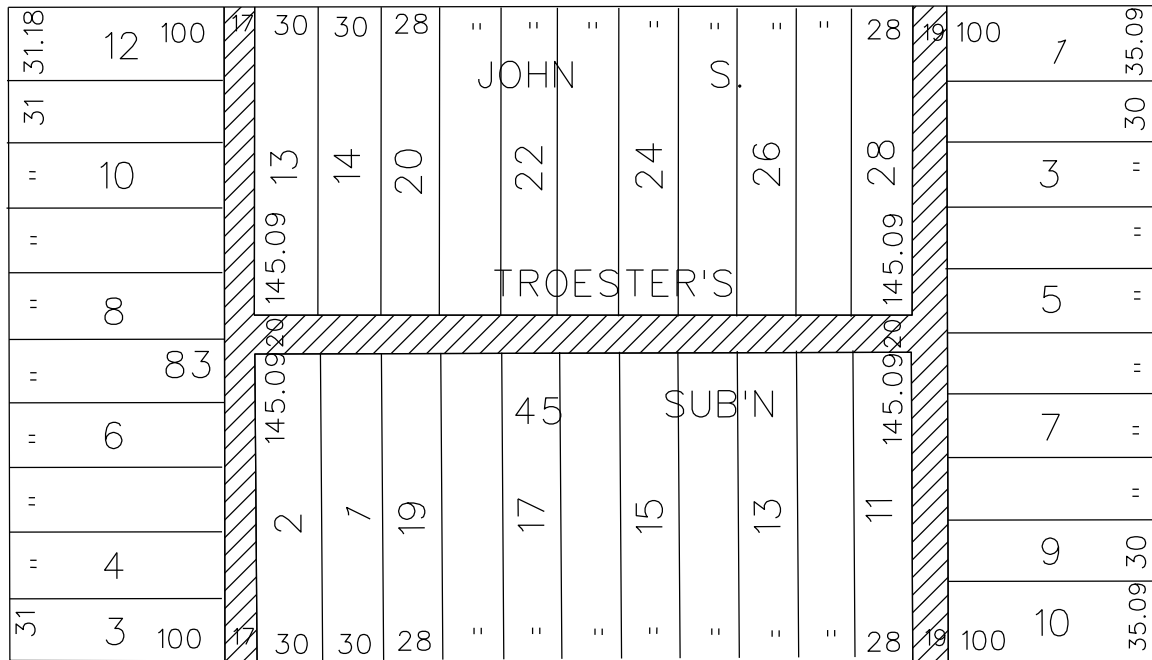 31.18 12 100 17 30 30 28 " " " " " " " 28 19 100 1 35.09
JOHN S.
31 30
= 10 13 14 20 22 24 26 28 3 =
= =
145.09 145.09
TROESTER'S
= 8 5 =
20 20
83
= =
145.09 145.09
45 SUB'N
= 6 7 =
= 2 1 19 17 15 13 11 =
= 4 9 30
31 3 100 17 30 30 28 " " " " " " " 28 19 100 10 35.09